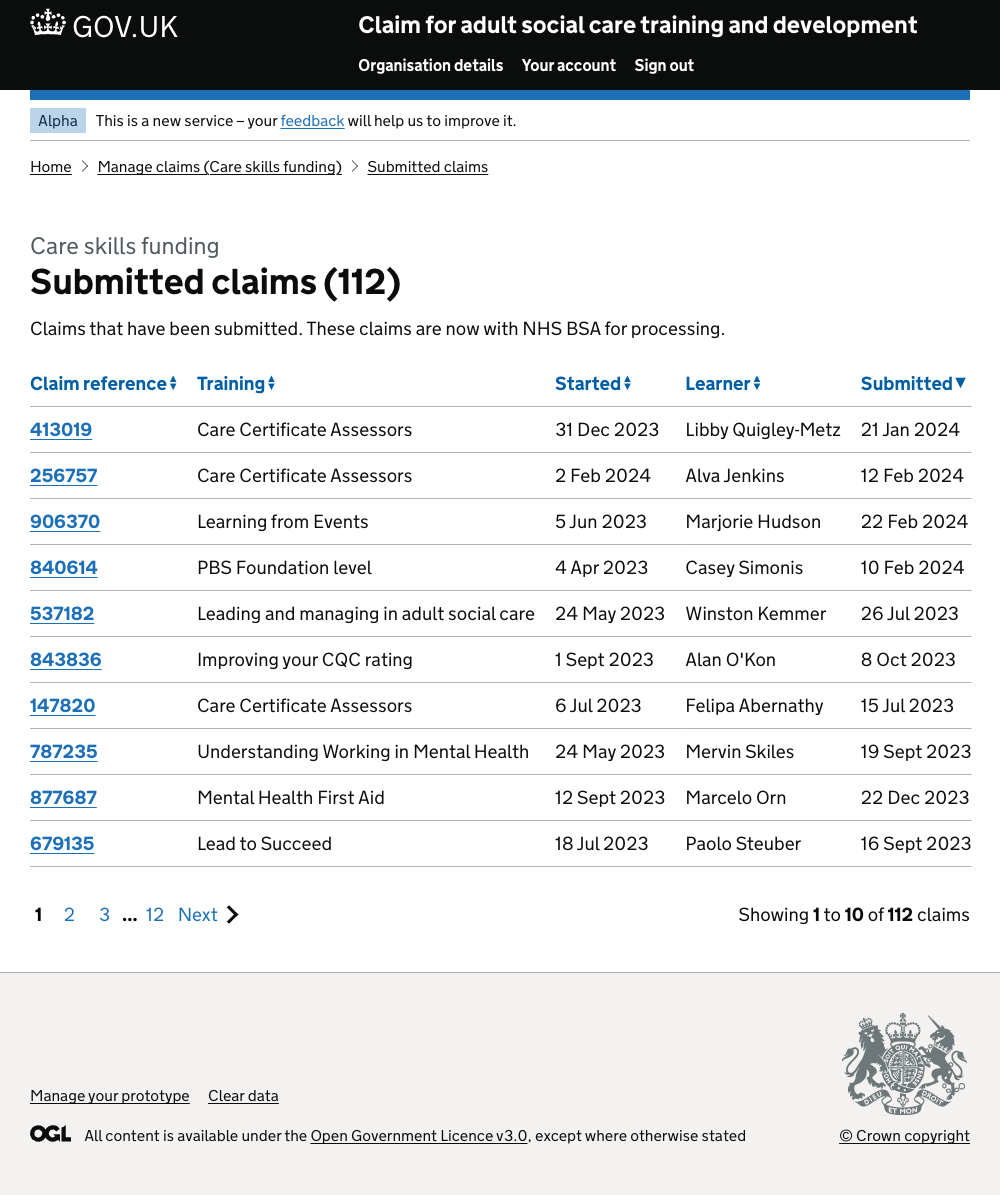 GOV.UK
Claim for adult social care training and development
Organisation details Your account Sign out
Alpha This is a new service – your feedback will help us to improve it.
Home Manage claims (Care skills funding) Submitted claims
Care skills funding
Submitted claims (112)
Claims that have been submitted. These claims are now with NHS BSA for processing.
Claim reference Training Started Learner Submitted
413019 Care Certificate Assessors 31 Dec 2023 Libby Quigley-Metz 21 Jan 2024
256757 Care Certificate Assessors 2 Feb 2024 Alva Jenkins 12 Feb 2024
906370 Learning from Events 5 Jun 2023 Marjorie Hudson 22 Feb 2024
840614 PBS Foundation level 4 Apr 2023 Casey Simonis 10 Feb 2024
537182 Leading and managing in adult social care 24 May 2023 Winston Kemmer 26 Jul 2023
843836 Improving your CQC rating 1 Sept 2023 Alan O'Kon 8 Oct 2023
147820 Care Certificate Assessors 6 Jul 2023 Felipa Abernathy 15 Jul 2023
787235 Understanding Working in Mental Health 24 May 2023 Mervin Skiles 19 Sept 2023
877687 Mental Health First Aid 12 Sept 2023 Marcelo Orn 22 Dec 2023
679135 Lead to Succeed 18 Jul 2023 Paolo Steuber 16 Sept 2023
1 2 3 ... 12 Next Showing 1 to 10 of 112 claims
DIEU ET MON DROIT
Manage your prototype Clear data
OGL All content is available under the Open Government Licence v3.0, except where otherwise stated © Crown copyright